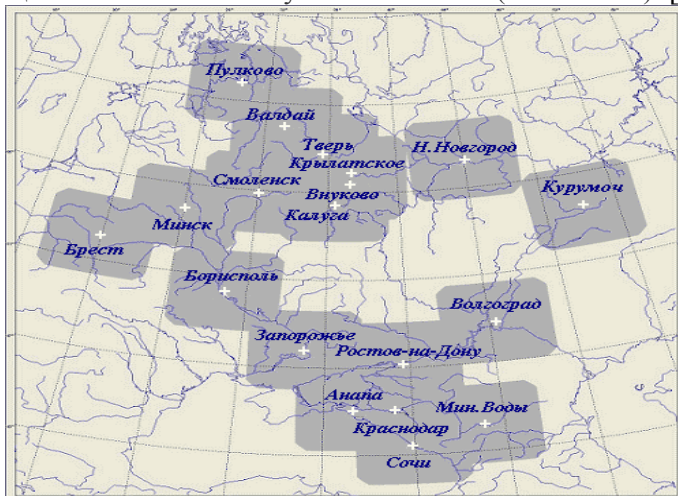 Пулково
Валдай
Тверь
Крылатское
Н.Новгород
Смоленск
Внуково
Курумоч
Калуга
Минск
Брест
Борисполь
Волгоград
Запорожье
Ростов-на-Дону
Анапа
Мин.Воды
Краснодар
Сочи